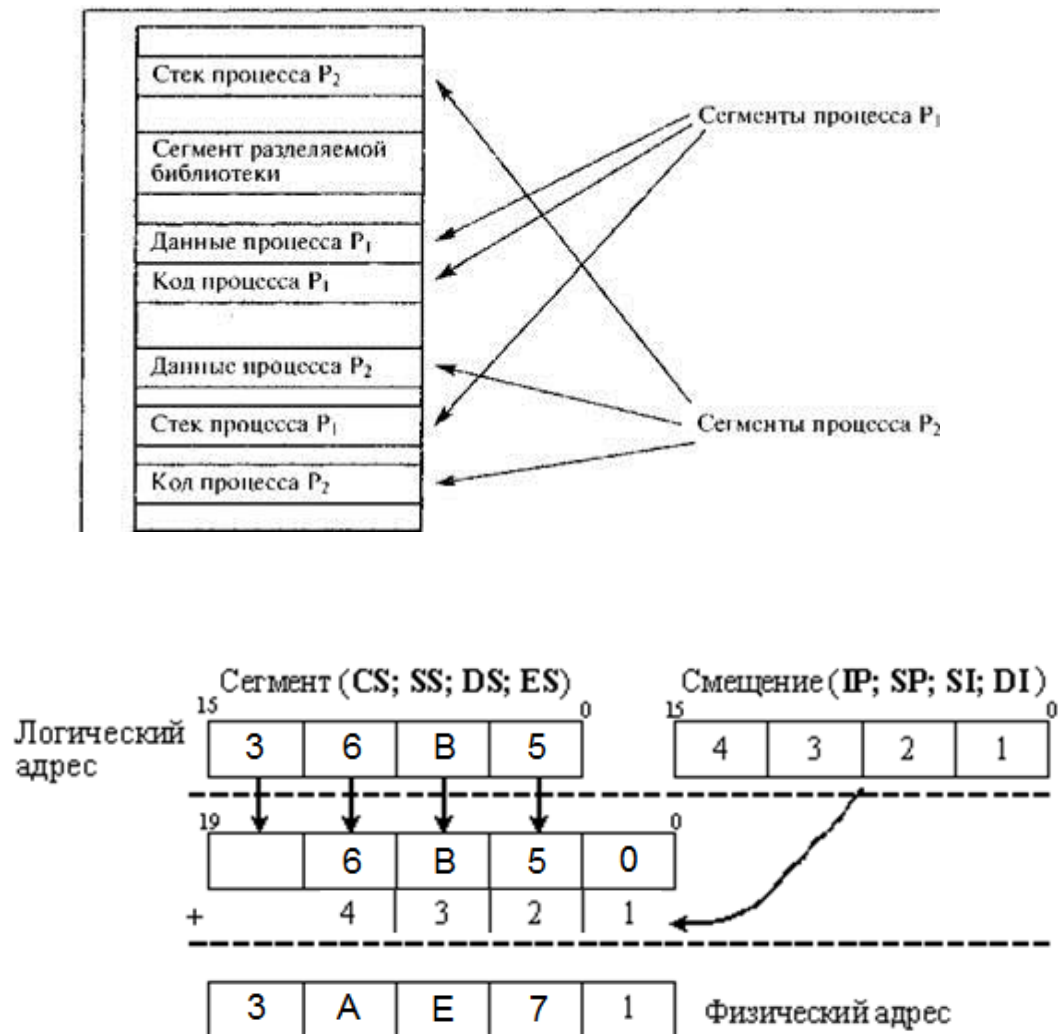 Стек процесса P₂
Сегменты процесса P₁
Сегмент разделяемой
библиотеки
Данные процесса P₁
Код процесса P₁
Данные процесса P₂
Стек процесса P₁
Сегменты процесса P₂
Код процесса P₂
Сегмент (CS; SS; DS; ES)
Смещение (IP; SP; SI; DI)
15 0 15 0
Логический
адрес
3 6 B 5 4 3 2 1
19 0
6 B 5 0
+ 4 3 2 1
3 A E 7 1 Физический адрес